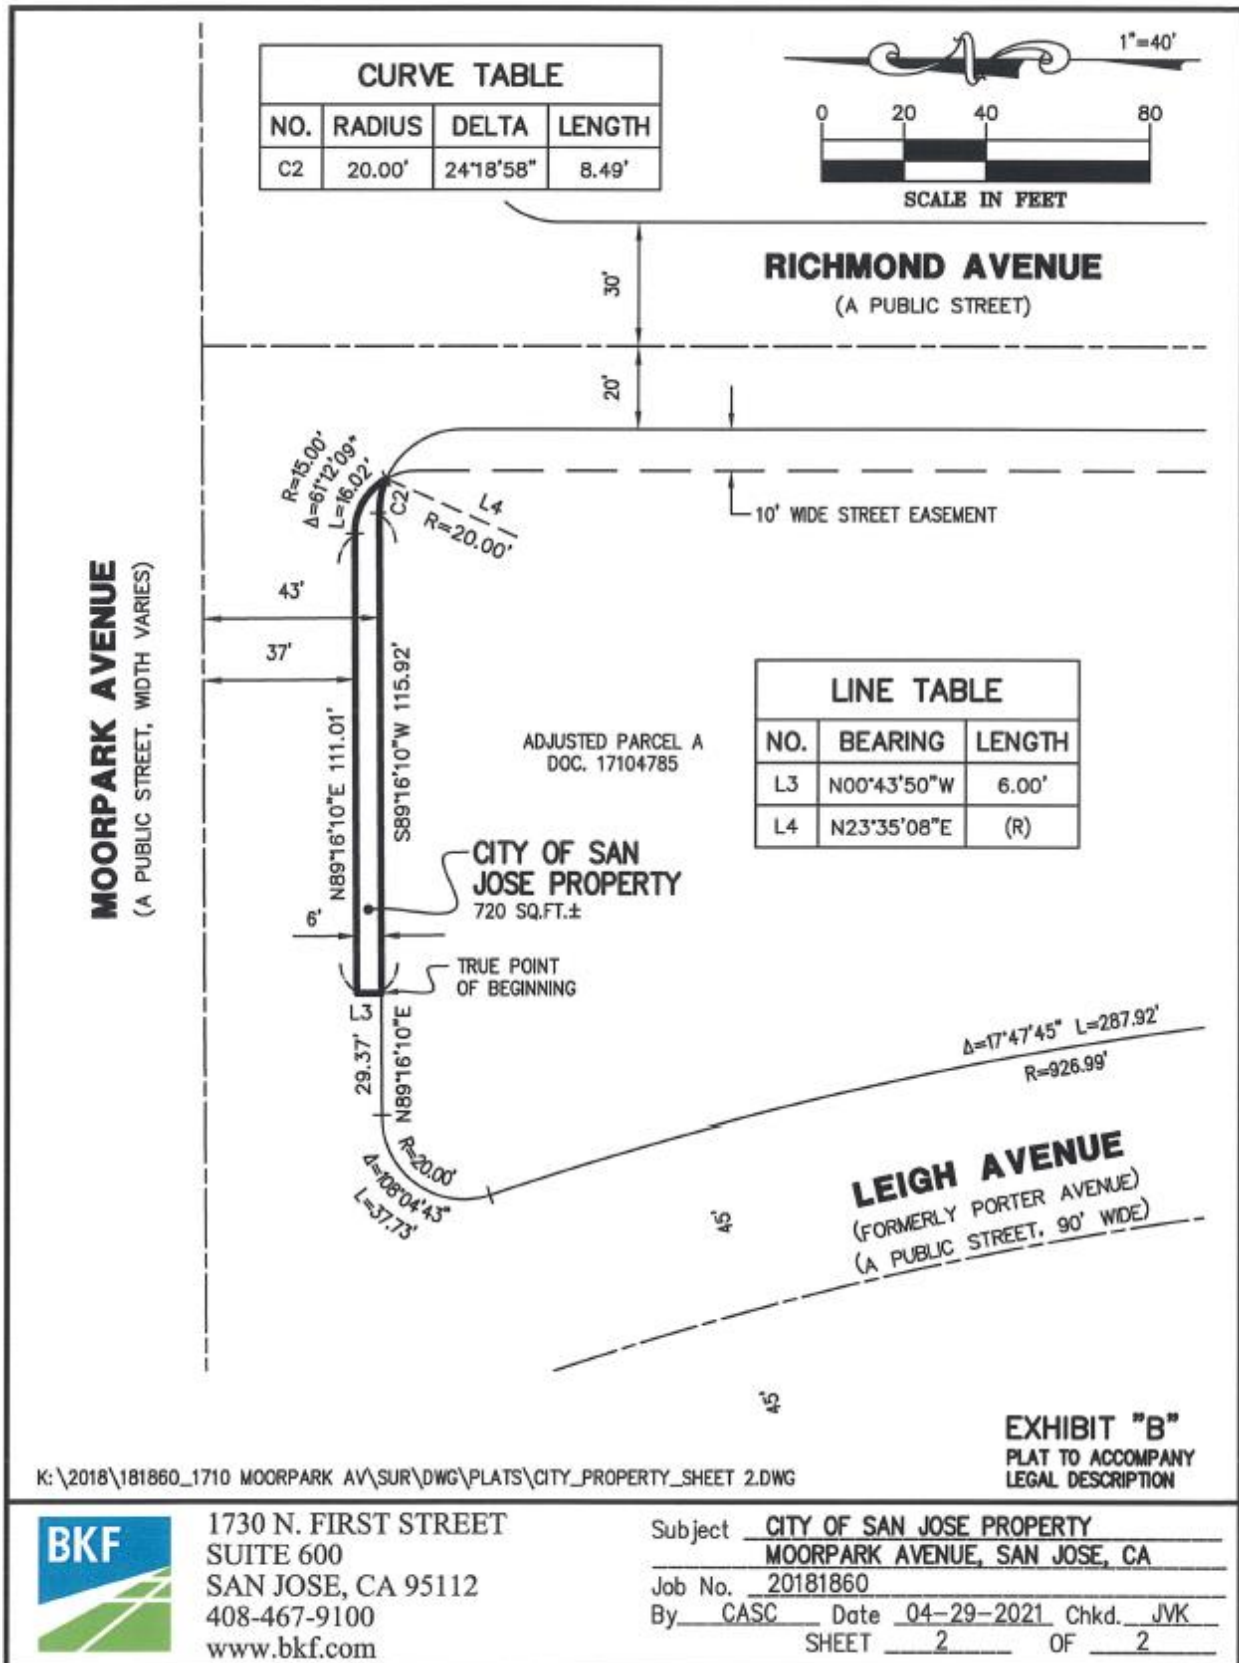 CURVE TABLE
NO. RADIUS DELTA LENGTH
C2 20.00' 24°18'58" 8.49'
1"=40'
0 20 40 80
SCALE IN FEET
30'
RICHMOND AVENUE
(A PUBLIC STREET)
20'
R=15.00'
Δ=61°12'09"
L=16.02'
C2
L4
R=20.00'
10' WIDE STREET EASEMENT
MOORPARK AVENUE
(A PUBLIC STREET, WIDTH VARIES)
43'
37'
N89°16'10"E 111.01'
S89°16'10"W 115.92'
ADJUSTED PARCEL A
DOC. 17104785
LINE TABLE
NO. BEARING LENGTH
L3 N00°43'50"W 6.00'
L4 N23°35'08"E (R)
CITY OF SAN
JOSE PROPERTY
720 SQ.FT.±
6'
TRUE POINT
OF BEGINNING
L3
29.37'
N89°16'10"E
R=20.00'
Δ=108°04'43"
L=37.73'
Δ=17°47'45" L=287.92'
R=926.99'
LEIGH AVENUE
(FORMERLY PORTER AVENUE)
(A PUBLIC STREET, 90' WIDE)
45'
45'
EXHIBIT "B"
PLAT TO ACCOMPANY
LEGAL DESCRIPTION
K:\2018\181860_1710 MOORPARK AV\SUR\DWG\PLATS\CITY_PROPERTY_SHEET 2.DWG
BKF
1730 N. FIRST STREET
SUITE 600
SAN JOSE, CA 95112
408-467-9100
www.bkf.com
Subject CITY OF SAN JOSE PROPERTY
MOORPARK AVENUE, SAN JOSE, CA
Job No. 20181860
By CASC Date 04-29-2021 Chkd. JVK
SHEET 2 OF 2